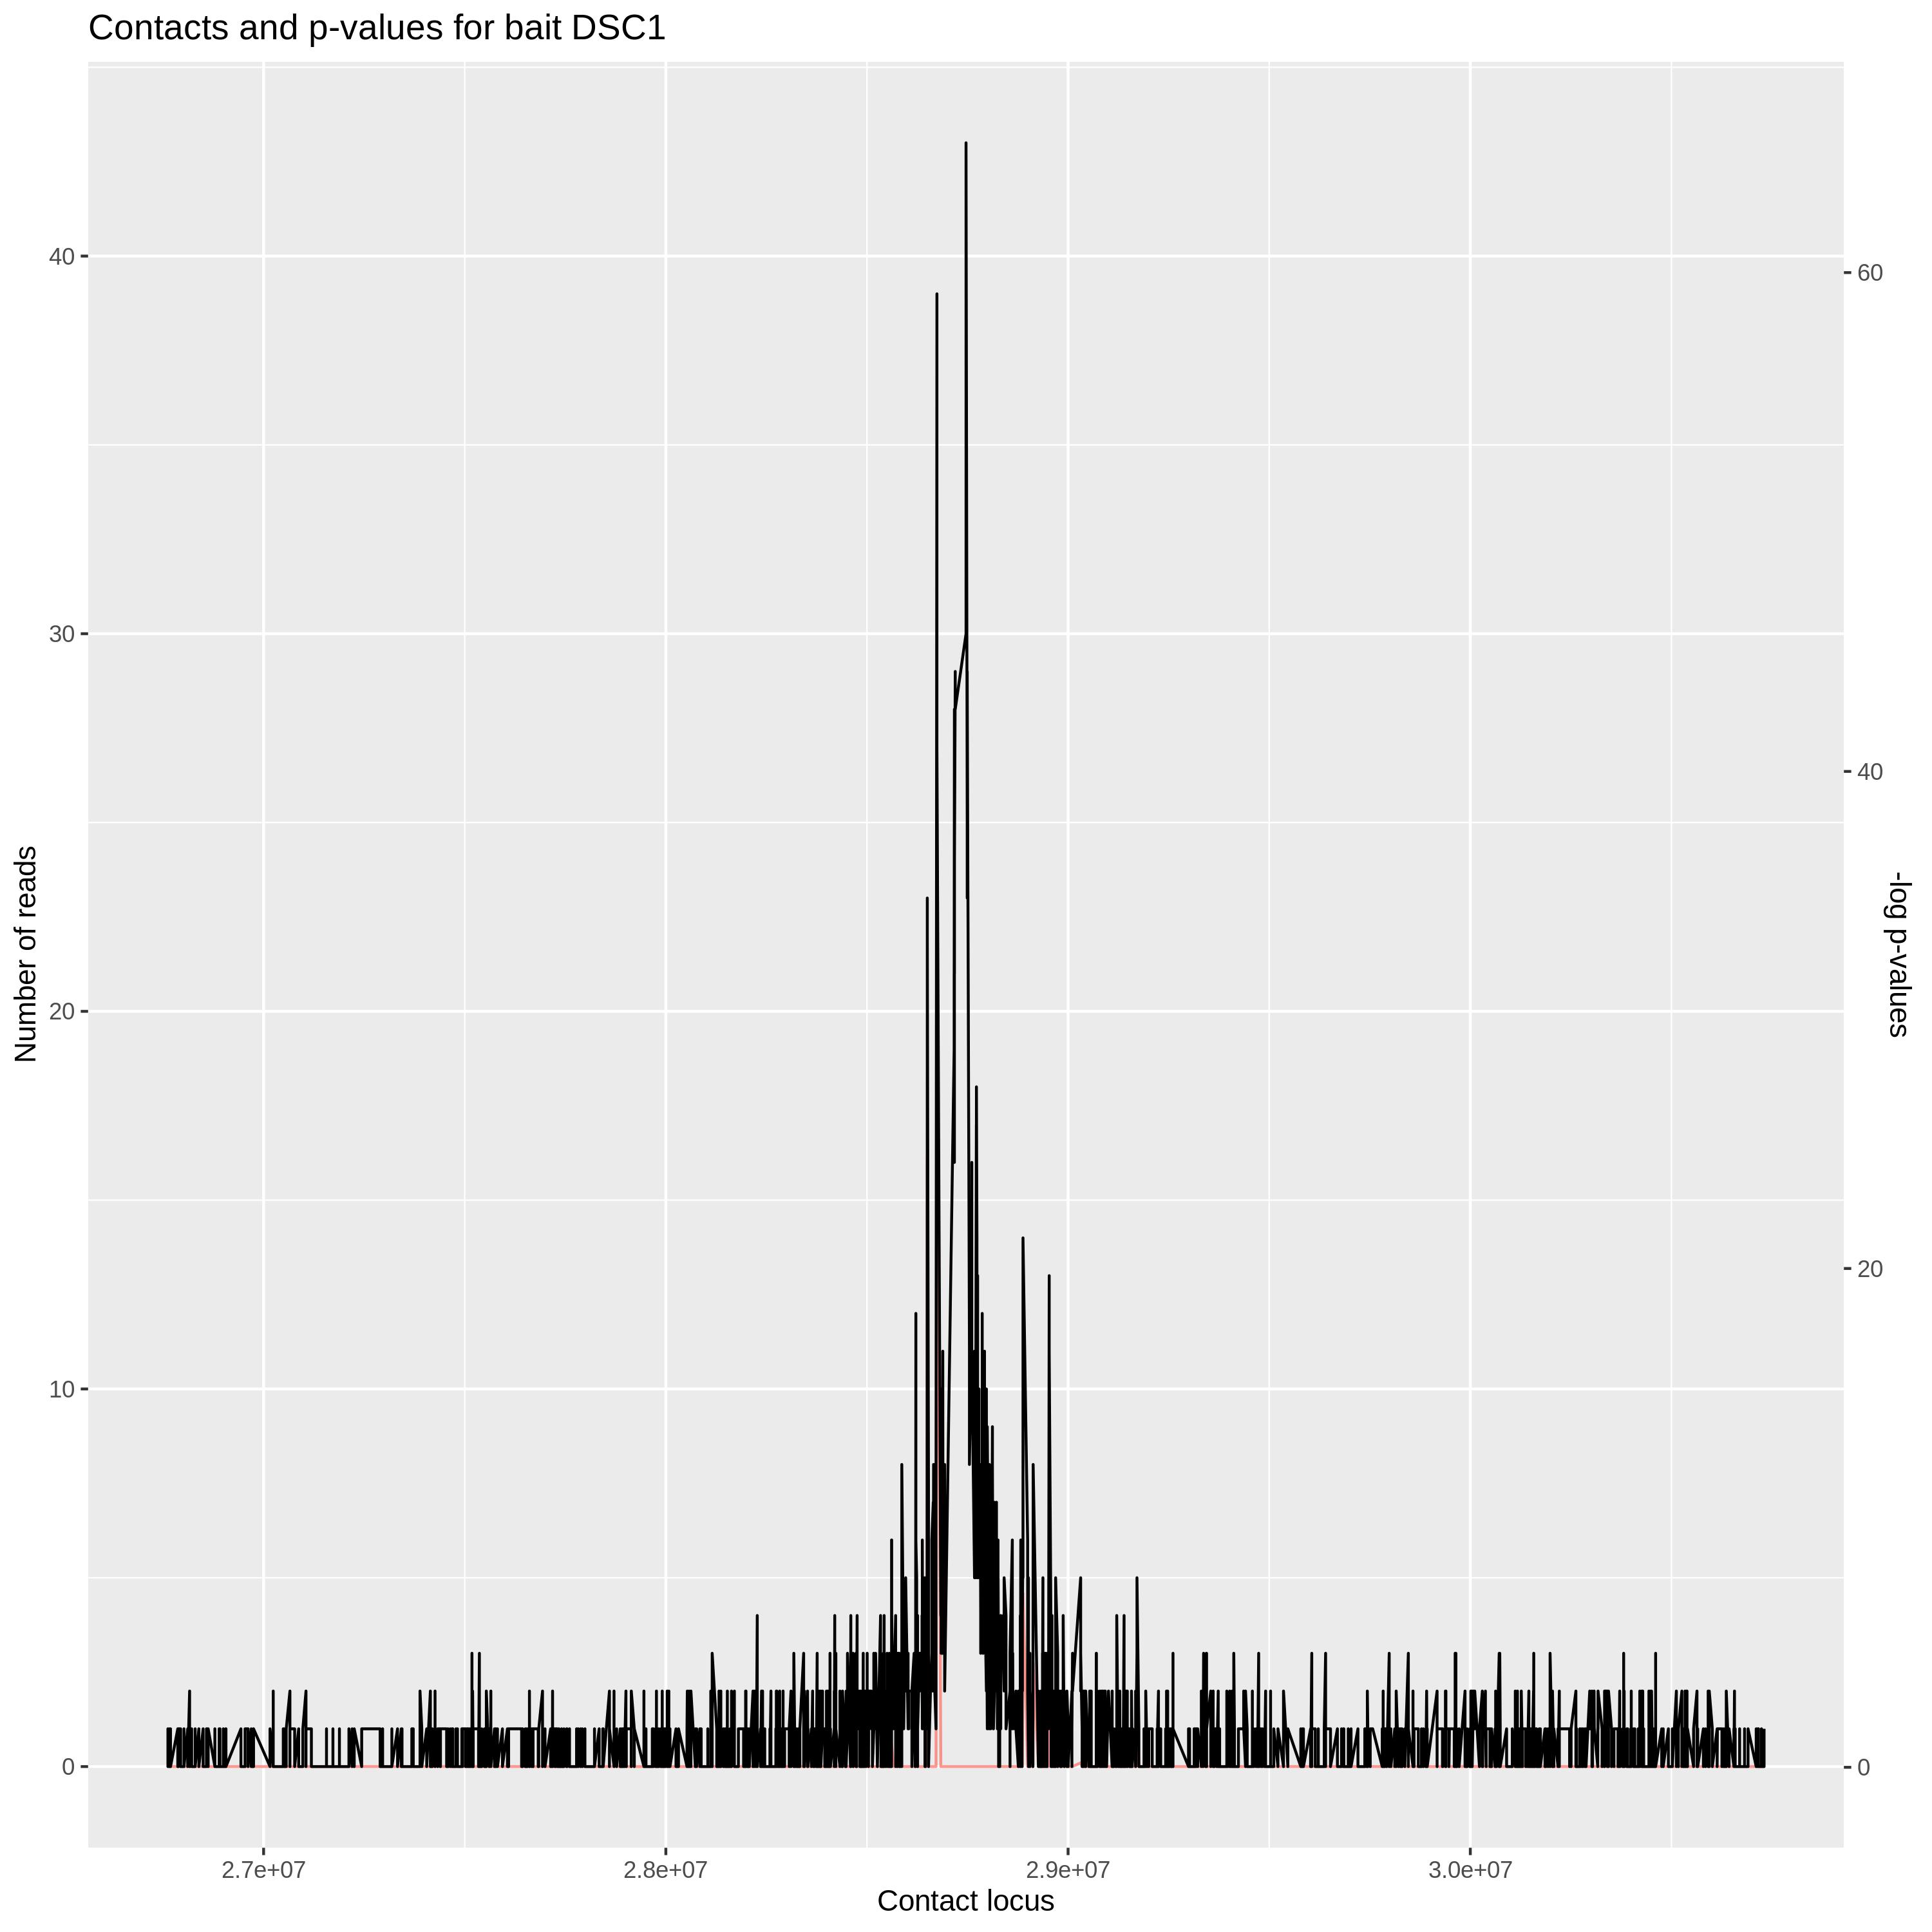 Contacts and p-values for bait DSC1
40
30
20
10
0
Number of reads
60
40
20
0
-log p-values
2.7e+07
2.8e+07
2.9e+07
3.0e+07
Contact locus